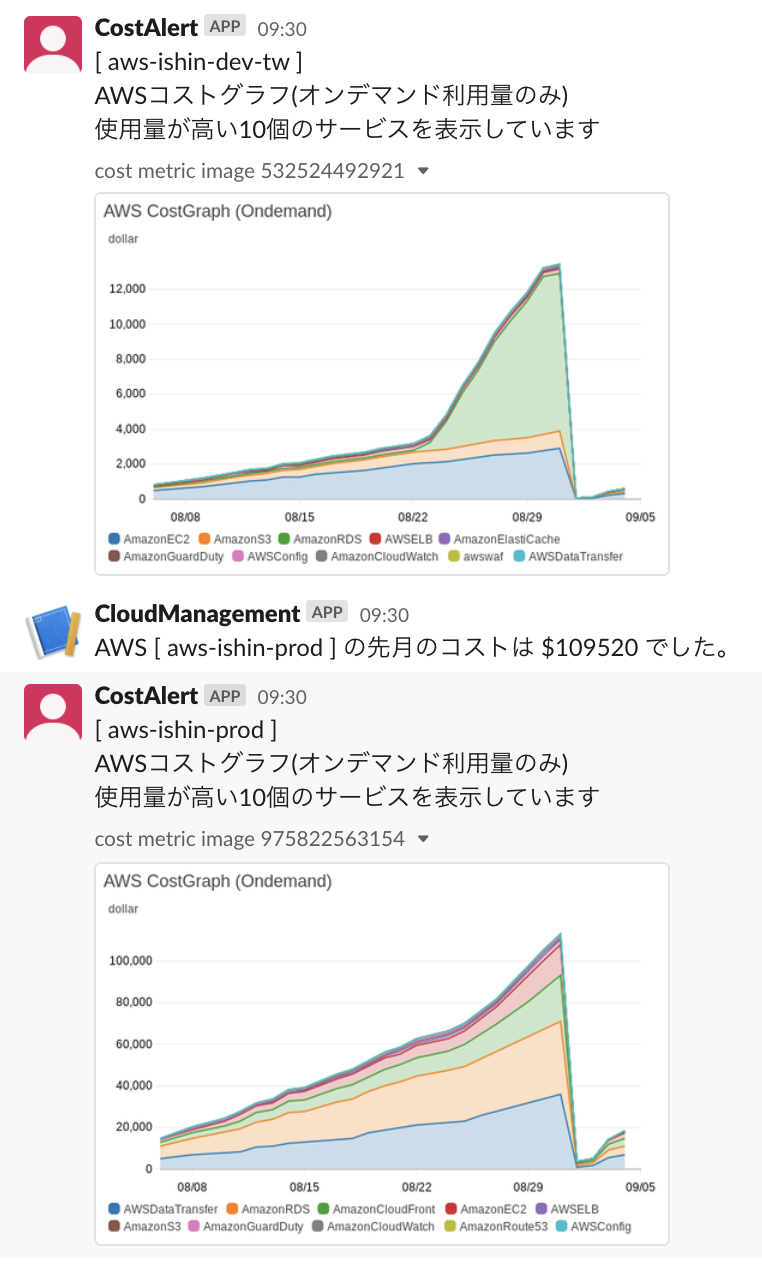 CostAlert APP 09:30
[ aws-ishin-dev-tw ]
AWSコストグラフ(オンデマンド利用量のみ)
使用量が高い10個のサービスを表示しています
cost metric image 532524492921
AWS CostGraph (Ondemand)
dollar
12,000
10,000
8,000
6,000
4,000
2,000
0
08/08 08/15 08/22 08/29 09/05
AmazonEC2 AmazonS3 AmazonRDS AWSELB AmazonElastiCache
AmazonGuardDuty AWSConfig AmazonCloudWatch awswaf AWSDataTransfer
CloudManagement APP 09:30
AWS [ aws-ishin-prod ] の先月のコストは $109520 でした。
CostAlert APP 09:30
[ aws-ishin-prod ]
AWSコストグラフ(オンデマンド利用量のみ)
使用量が高い10個のサービスを表示しています
cost metric image 975822563154
AWS CostGraph (Ondemand)
dollar
100,000
80,000
60,000
40,000
20,000
0
08/08 08/15 08/22 08/29 09/05
AWSDataTransfer AmazonRDS AmazonCloudFront AmazonEC2 AWSELB
AmazonS3 AmazonGuardDuty AmazonCloudWatch AmazonRoute53 AWSConfig